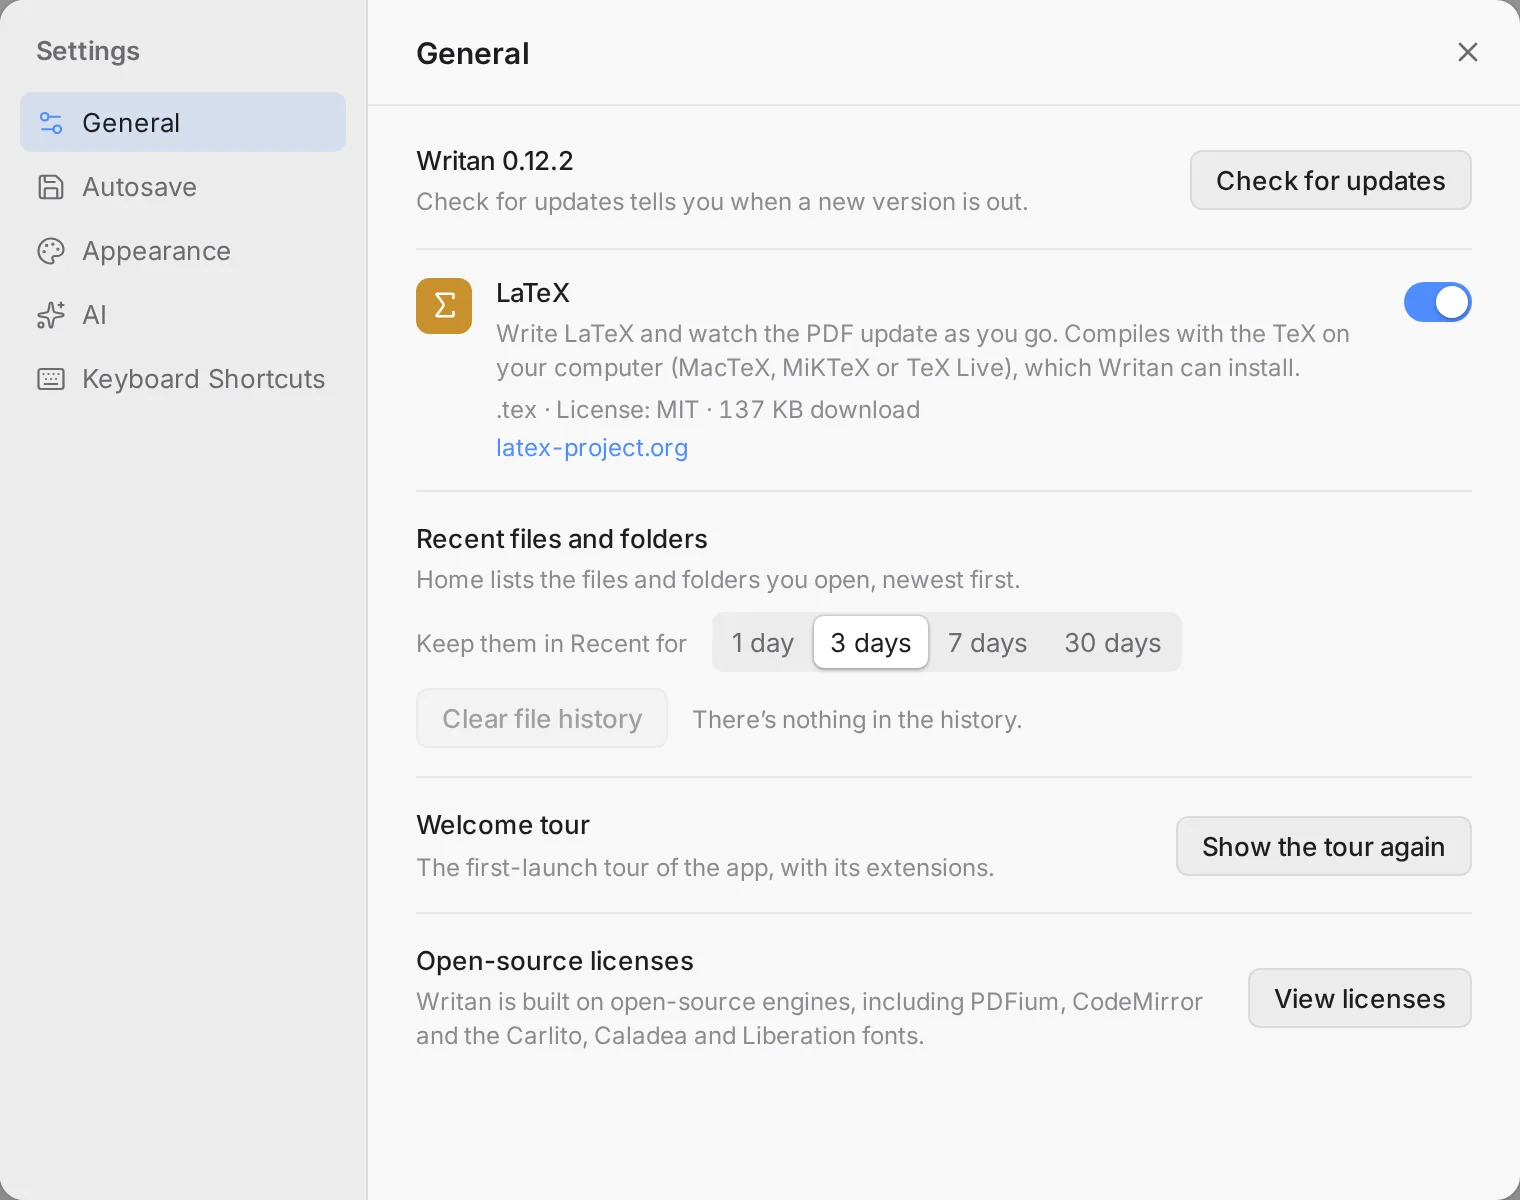 Settings
General
Autosave
Appearance
AI
Keyboard Shortcuts
General
Writan 0.12.2
Check for updates tells you when a new version is out.
Check for updates
Σ
LaTeX
Write LaTeX and watch the PDF update as you go. Compiles with the TeX on
your computer (MacTeX, MiKTeX or TeX Live), which Writan can install.
.tex · License: MIT · 137 KB download
latex-project.org
Recent files and folders
Home lists the files and folders you open, newest first.
Keep them in Recent for 1 day 3 days 7 days 30 days
Clear file history There’s nothing in the history.
Welcome tour
The first-launch tour of the app, with its extensions.
Show the tour again
Open-source licenses
Writan is built on open-source engines, including PDFium, CodeMirror
and the Carlito, Caladea and Liberation fonts.
View licenses